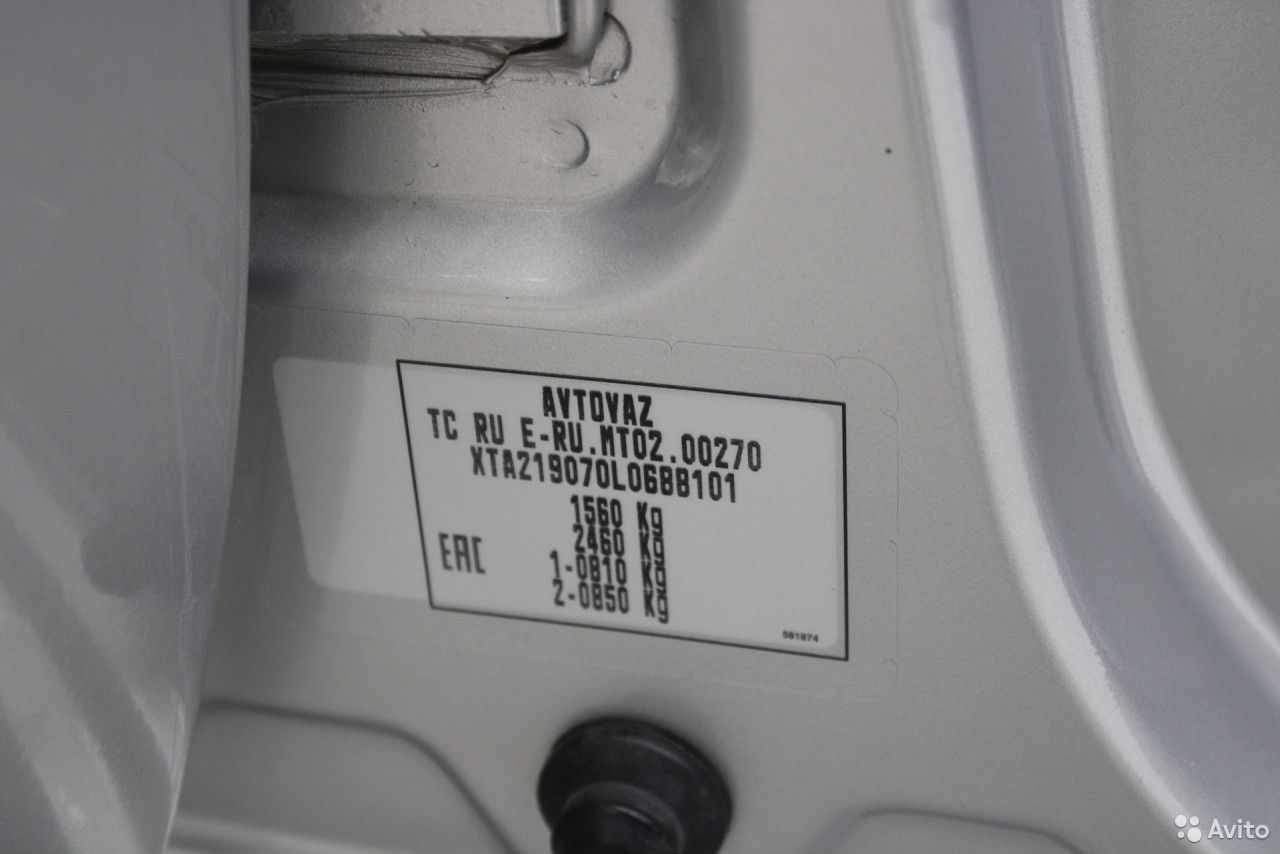 AVTOVAZ
TC RU E-RU.MT02.00270
XTA219070L0688101
1560 Kg
2460 Kg
EAC
1-0810 Kg
2-0850 Kg
581874
Avito